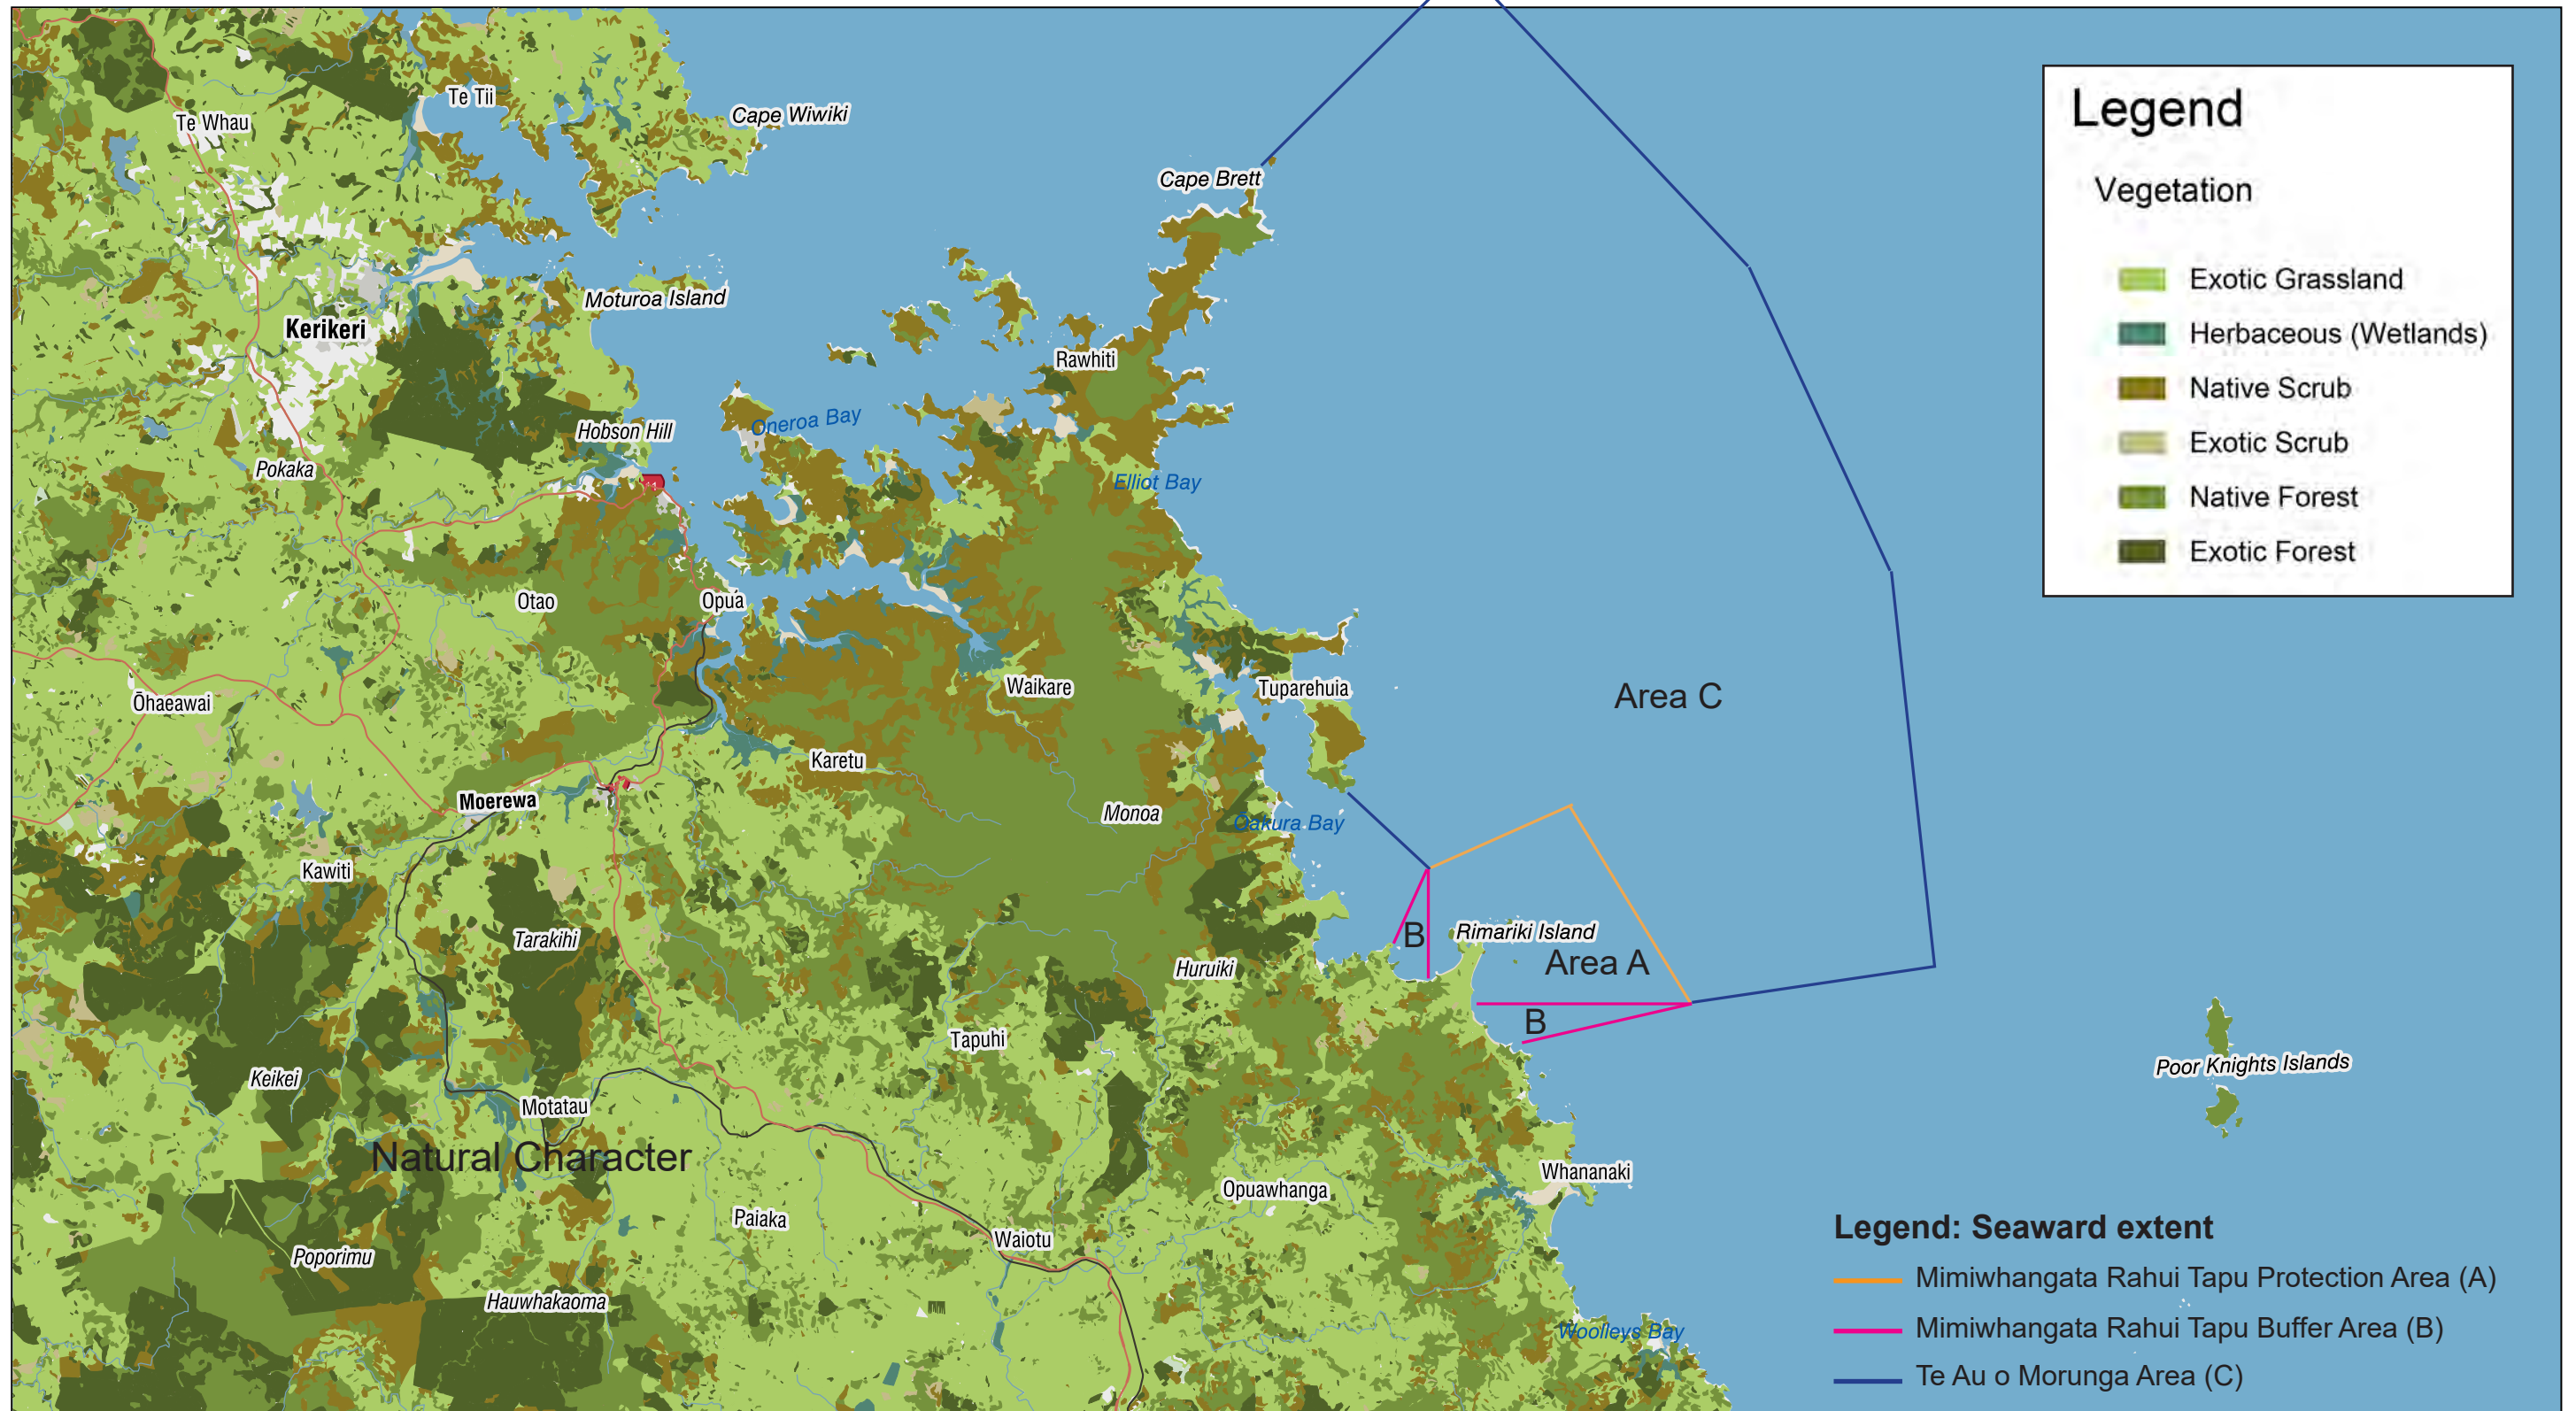 Te Tii
Cape Wiwiki
Te Whau
Legend
Vegetation
Exotic Grassland
Herbaceous (Wetlands)
Native Scrub
Exotic Scrub
Native Forest
Exotic Forest
Cape Brett
Moturoa Island
Kerikeri
Rawhiti
Oneroa Bay
Hobson Hill
Pokaka
Elliot Bay
Otao
Opua
Waikare
Tuparehuia
Area C
Ōhaeawai
Karetu
Moerewa
Monoa
Ōakura Bay
Kawiti
Tarakihi
B
Rimariki Island
Area A
Huruiki
B
Tapuhi
Poor Knights Islands
Keikei
Motatau
Natural Character
Whananaki
Opuawhanga
Paiaka
Waiotu
Poporimu
Hauwhakaoma
Woolleys Bay
Legend: Seaward extent
Mimiwhangata Rahui Tapu Protection Area (A)
Mimiwhangata Rahui Tapu Buffer Area (B)
Te Au o Morunga Area (C)